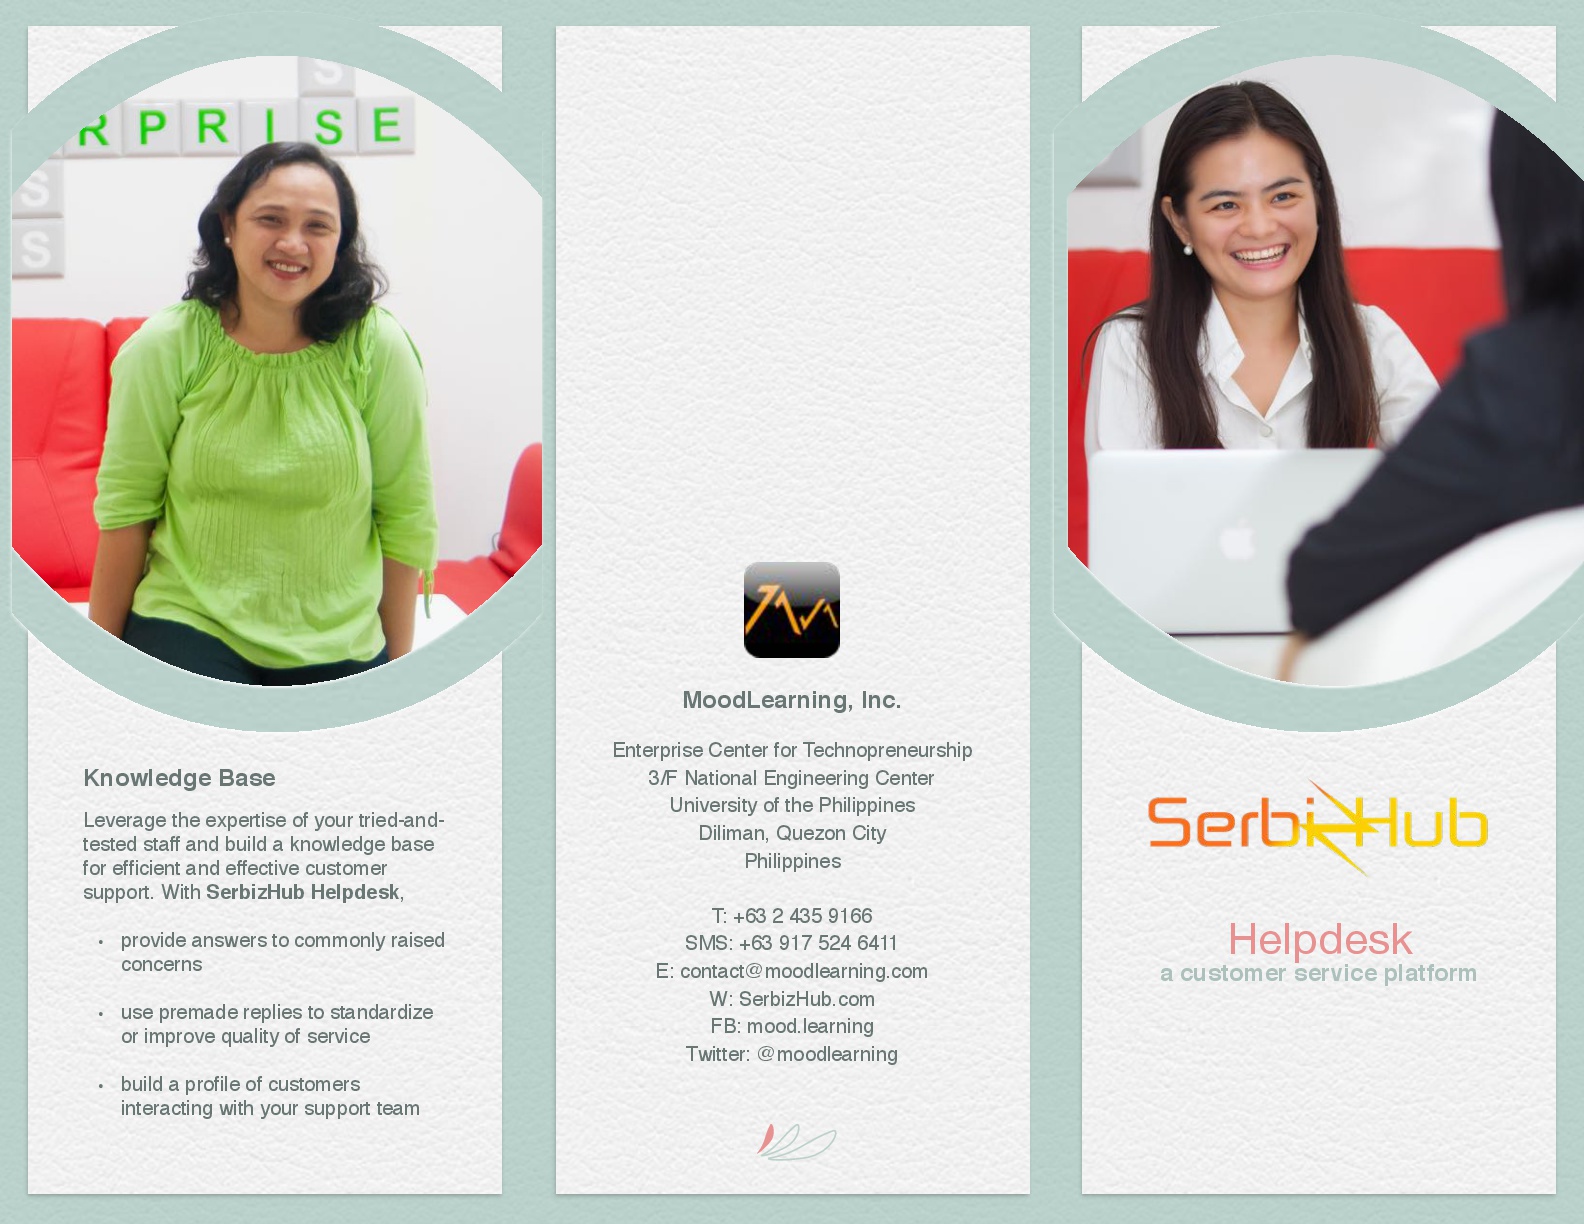 S
RPRISE
S
S
Knowledge Base
Leverage the expertise of your tried-and-
tested staff and build a knowledge base
for efficient and effective customer
support. With SerbizHub Helpdesk,
• provide answers to commonly raised
concerns
• use premade replies to standardize
or improve quality of service
• build a profile of customers
interacting with your support team
MoodLearning, Inc.
Enterprise Center for Technopreneurship
3/F National Engineering Center
University of the Philippines
Diliman, Quezon City
Philippines
T: +63 2 435 9166
SMS: +63 917 524 6411
E: contact@moodlearning.com
W: SerbizHub.com
FB: mood.learning
Twitter: @moodlearning
SerbizHub
Helpdesk
a customer service platform